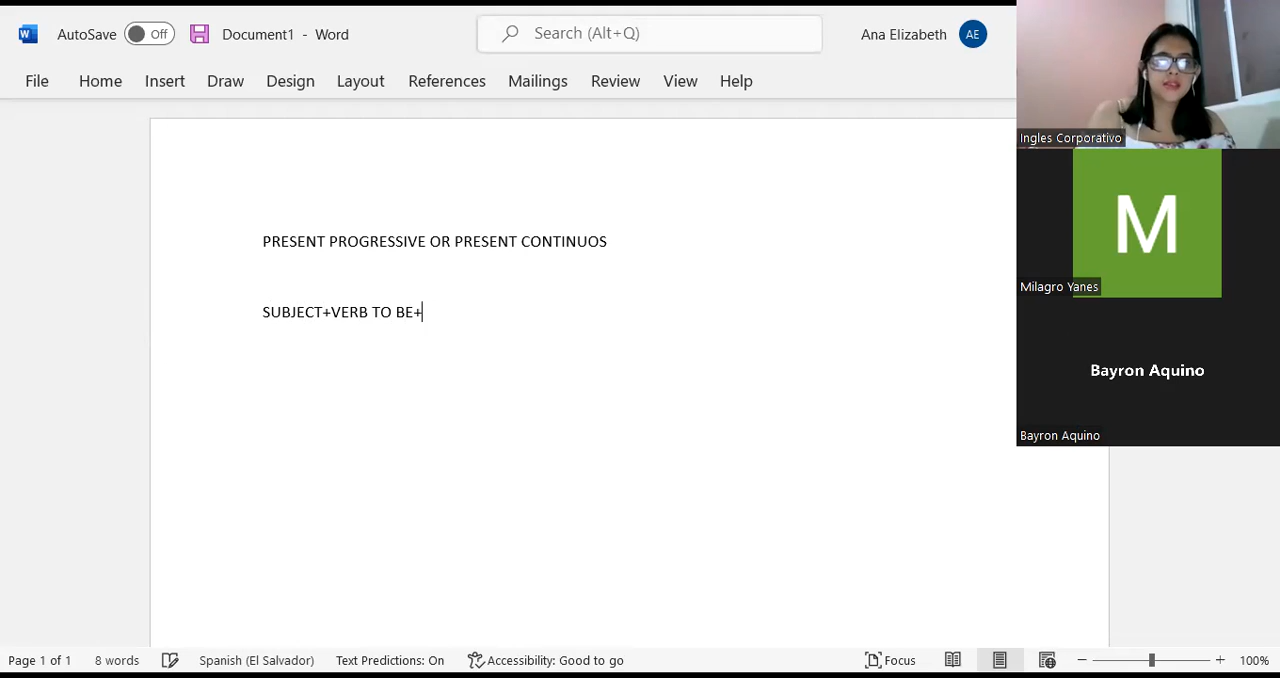 AutoSave Off Document1 - Word Search (Alt+Q) Ana Elizabeth AE
File Home Insert Draw Design Layout References Mailings Review View Help
Ingles Corporativo
PRESENT PROGRESSIVE OR PRESENT CONTINUOS
M
Milagro Yanes
SUBJECT+VERB TO BE+
Bayron Aquino
Bayron Aquino
Page 1 of 1 8 words Spanish (El Salvador) Text Predictions: On Accessibility: Good to go Focus 100%